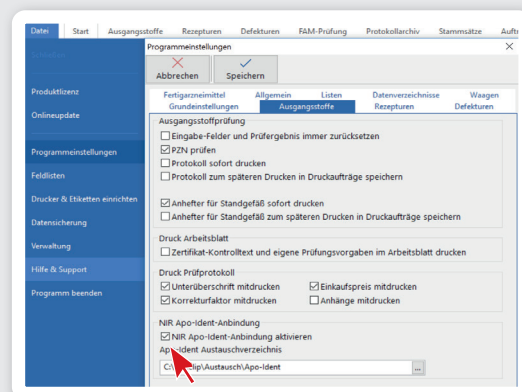 Datei Start Ausgangsstoffe Rezepturen Defekturen FAM-Prüfung Protokollarchiv Stammsätze
Programmeinstellungen
Abbrechen Speichern
Produktlizenz
Onlineupdate
Programmeinstellungen
Feldlisten
Drucker & Etiketten einrichten
Datensicherung
Verwaltung
Hilfe & Support
Programm beenden
Fertigarzneimittel Allgemein Listen Datenverzeichnisse Waagen
Grundeinstellungen Ausgangsstoffe Rezepturen Defekturen
Ausgangsstoffprüfung
Eingabe-Felder und Prüfergebnis immer zurücksetzen
PZN prüfen
Protokoll sofort drucken
Protokoll zum späteren Drucken in Druckaufträge speichern
Anhefter für Standgefäß sofort drucken
Anhefter für Standgefäß zum späteren Drucken in Druckaufträge speichern
Druck Arbeitsblatt
Zertifikat-Kontrolltext und eigene Prüfungsvorgaben im Arbeitsblatt drucken
Druck Prüfprotokoll
Unterüberschrift mitdrucken Einkaufspreis mitdrucken
Korrekturfaktor mitdrucken Anhänge mitdrucken
NIR Apo-Ident-Anbindung
NIR Apo-Ident-Anbindung aktivieren
Apo-Ident Austauschverzeichnis
\Austausch\Apo-Ident ...